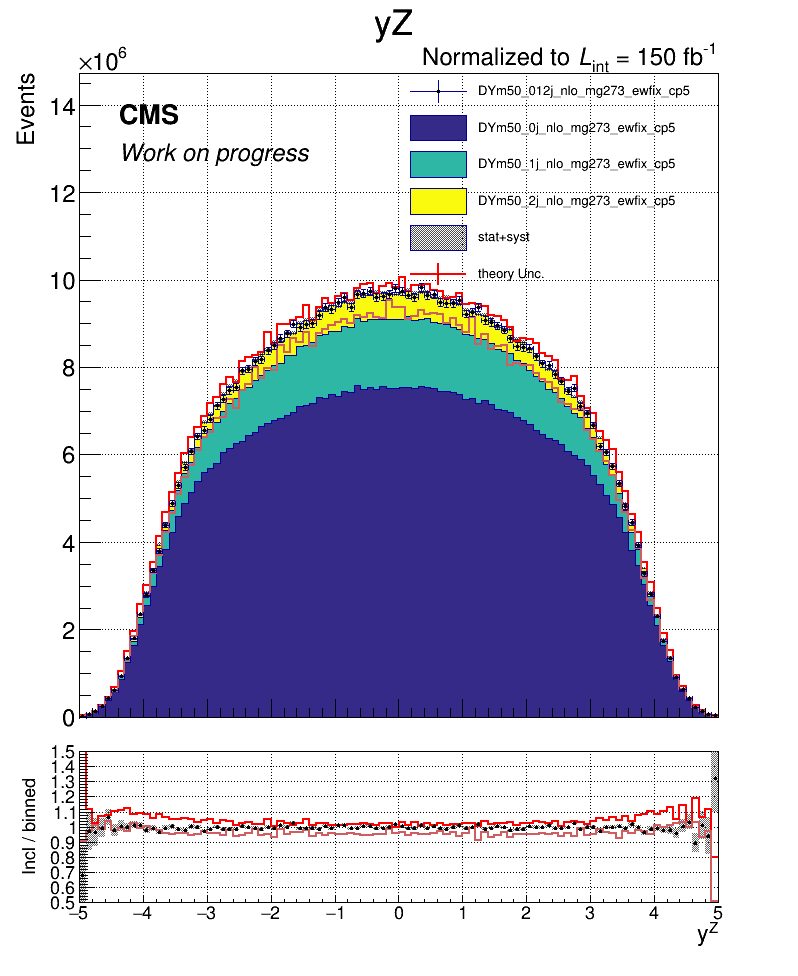 yZ
×10⁶
Normalized to L_int = 150 fb⁻¹
Events
CMS
Work on progress
DYm50_012j_nlo_mg273_ewfix_cp5
DYm50_0j_nlo_mg273_ewfix_cp5
DYm50_1j_nlo_mg273_ewfix_cp5
DYm50_2j_nlo_mg273_ewfix_cp5
stat+syst
theory Unc.
14
12
10
8
6
4
2
0
Incl / binned
1.5
1.4
1.3
1.2
1.1
1
0.9
0.8
0.7
0.6
0.5
−5 −4 −3 −2 −1 0 1 2 3 4 5
y^Z